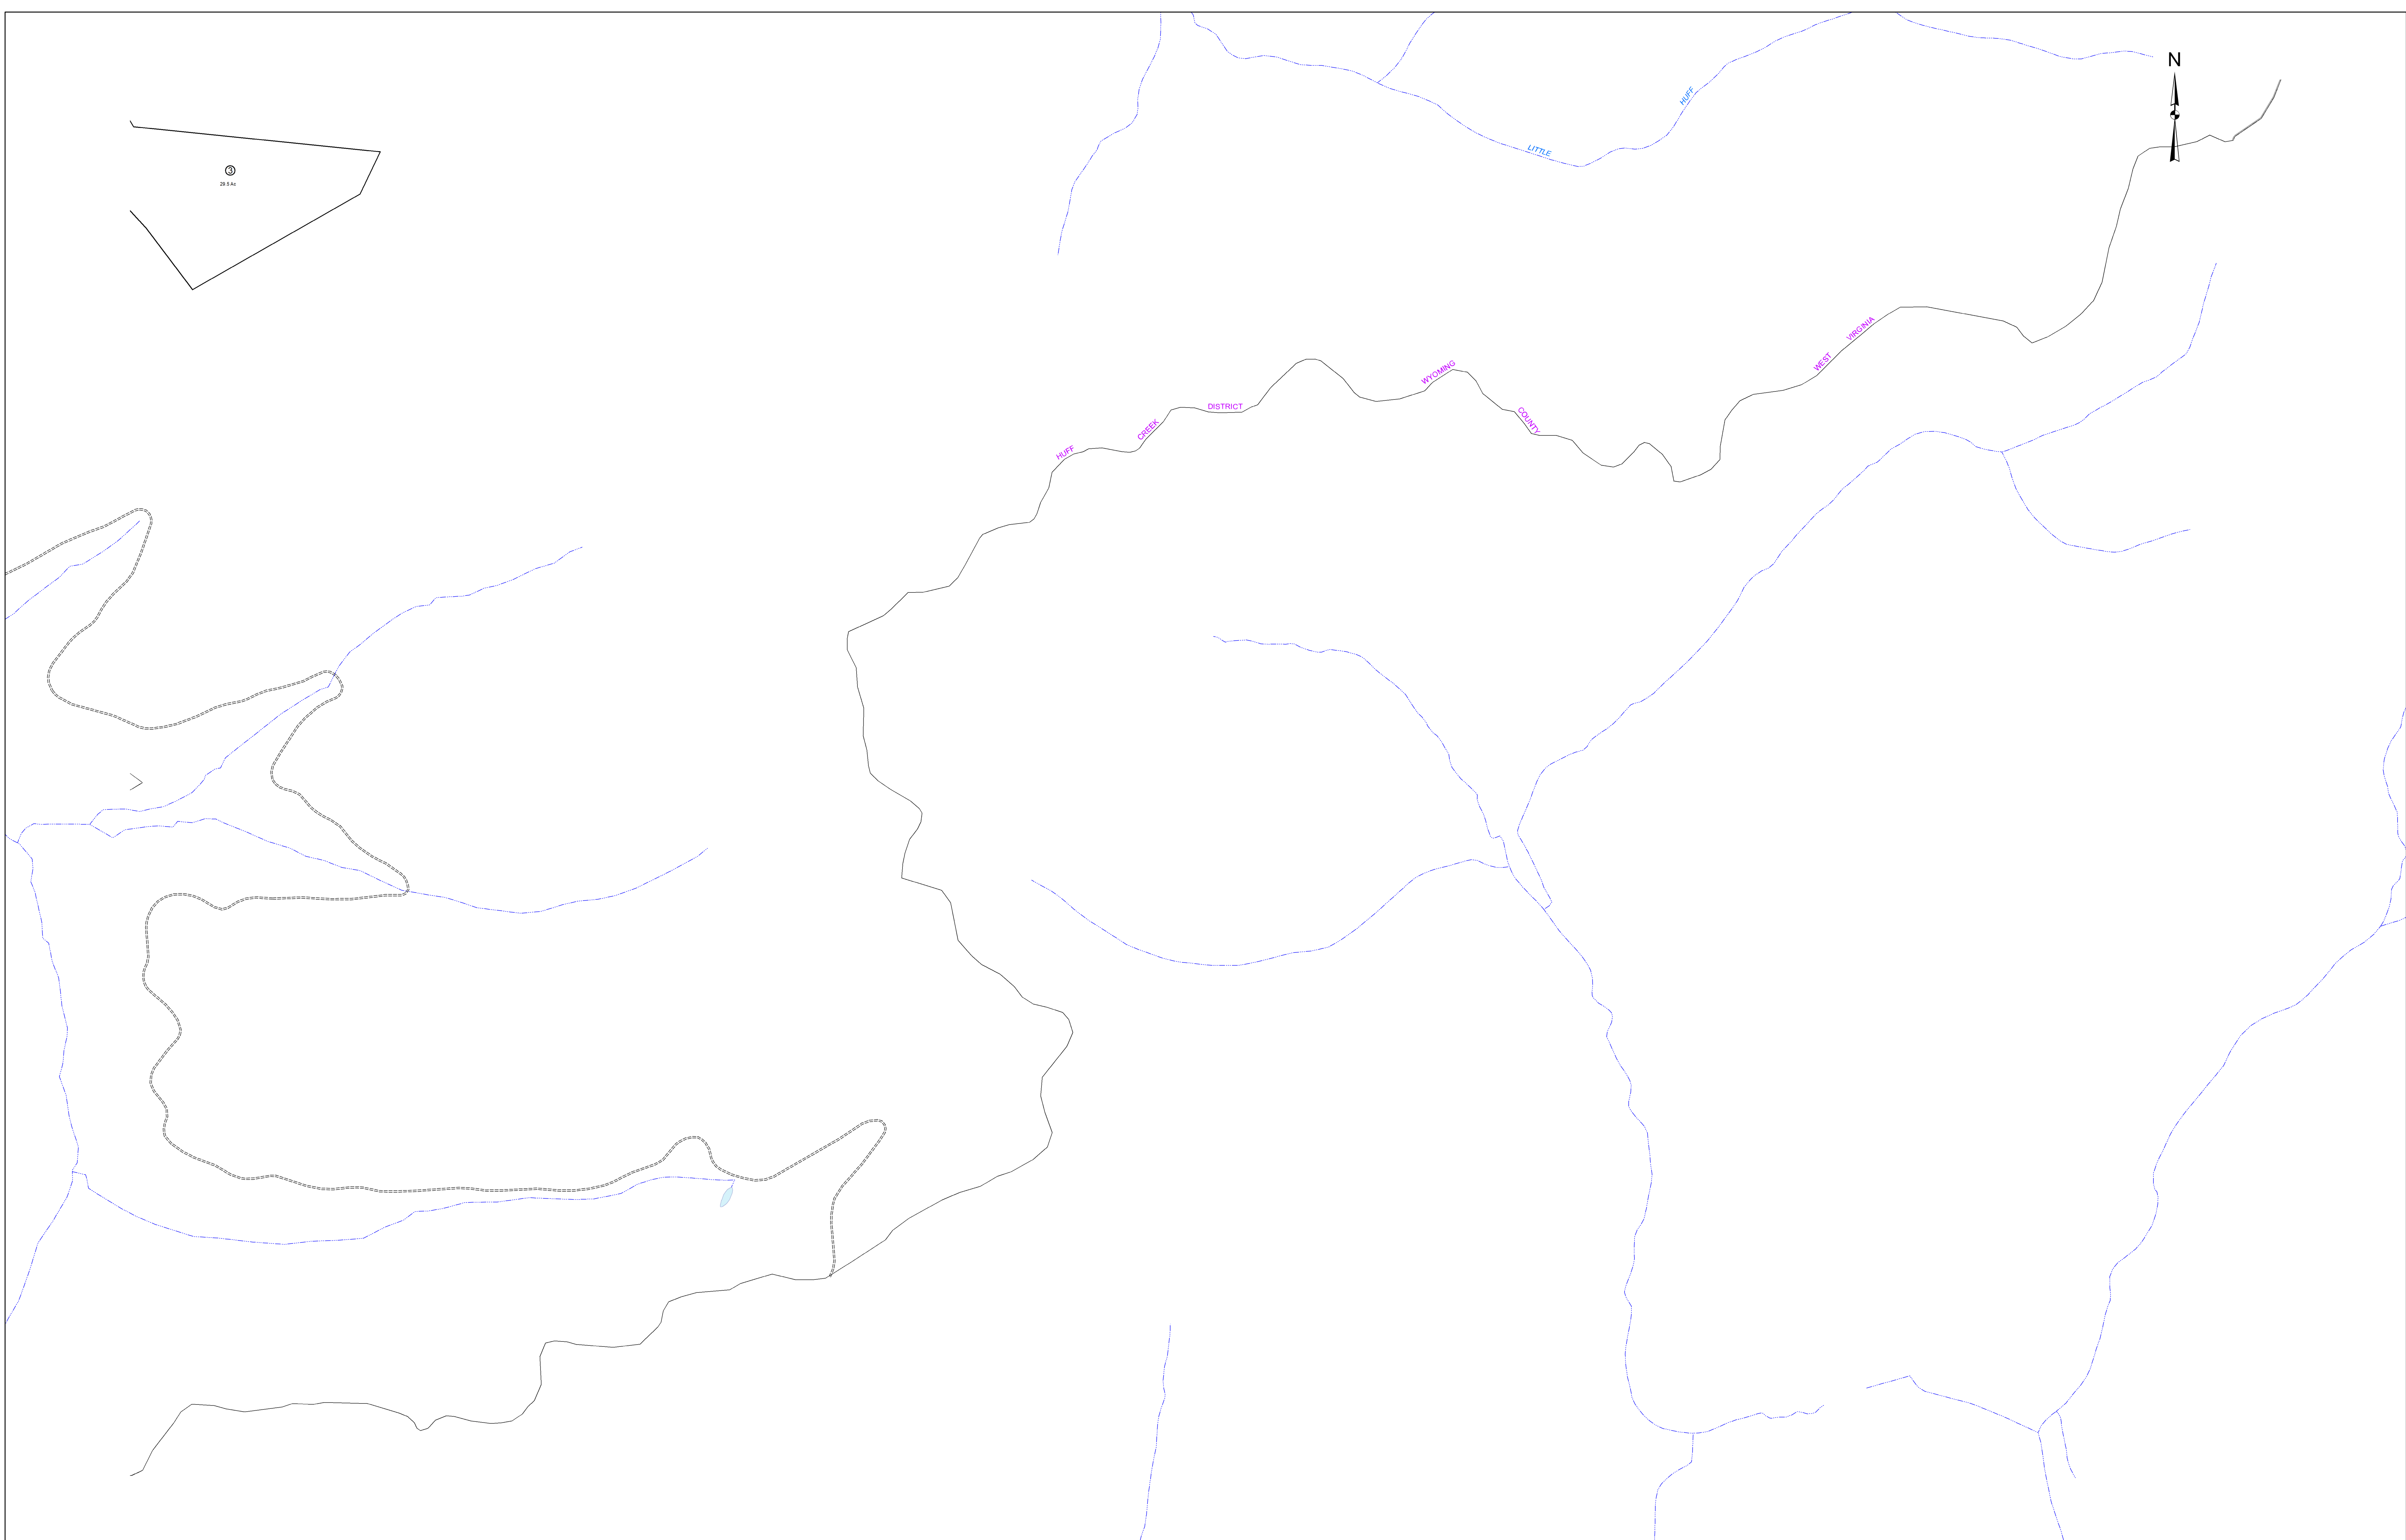 N
HUFF
LITTLE
3
29.5 Ac
WEST VIRGINIA
WYOMING
COUNTY
HUFF CREEK DISTRICT